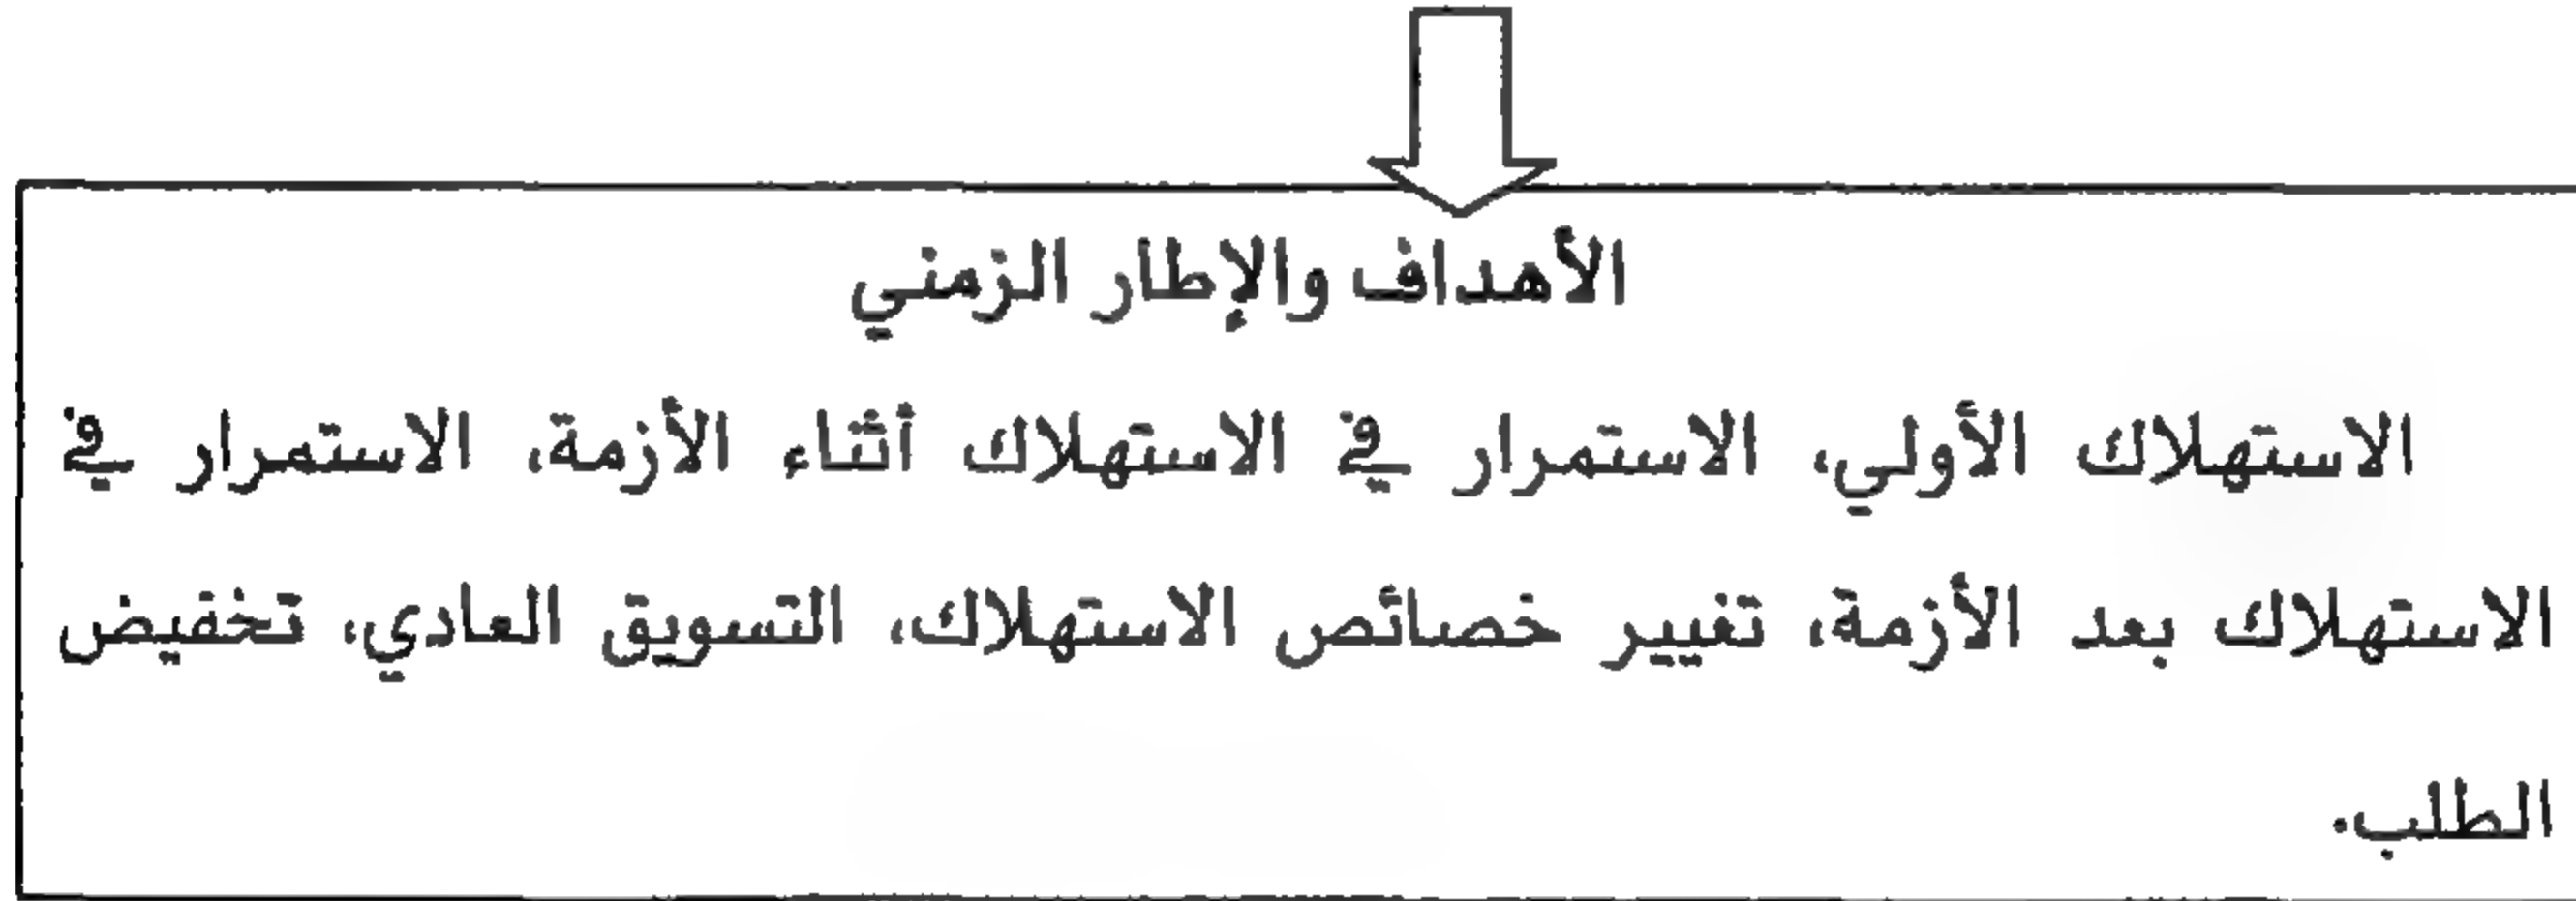 الأهداف والإطار الزمني
الاستهلاك الأولي، الاستمرار في الاستهلاك أثناء الأزمة، الاستمرار في
الاستهلاك بعد الأزمة، تغيير خصائص الاستهلاك، التسويق العادي، تخفيض
الطلب.